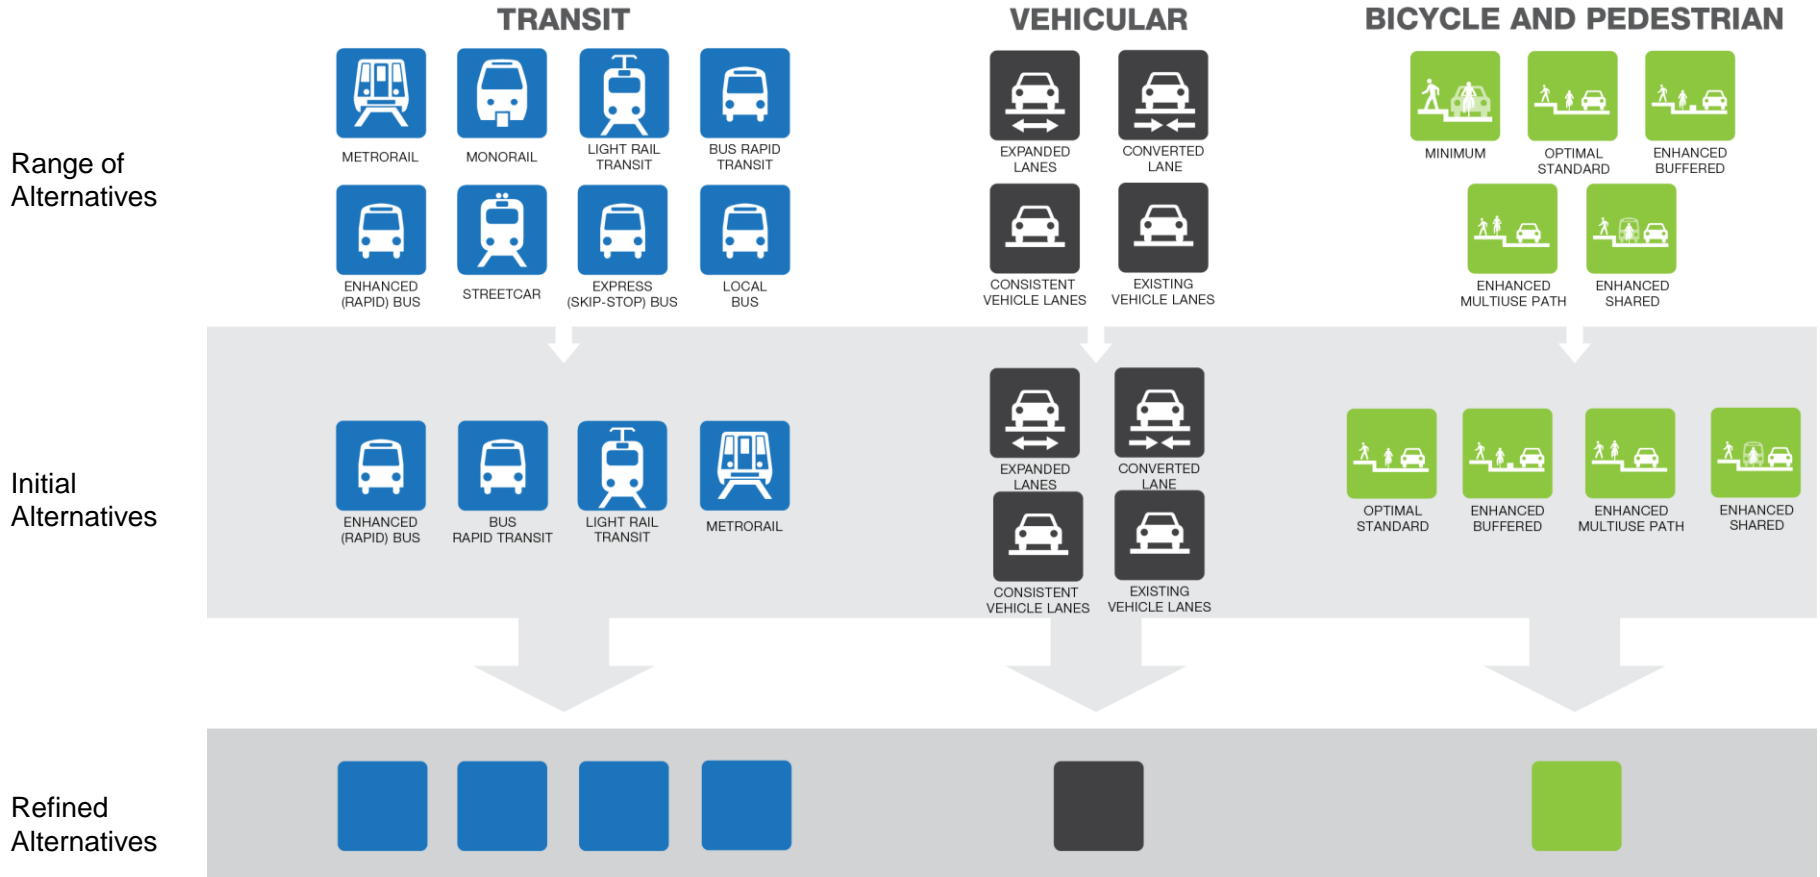 TRANSIT
VEHICULAR
BICYCLE AND PEDESTRIAN
Range of
Alternatives
METRORAIL
MONORAIL
LIGHT RAIL
TRANSIT
BUS RAPID
TRANSIT
EXPANDED
LANES
CONVERTED
LANE
MINIMUM
OPTIMAL
STANDARD
ENHANCED
BUFFERED
ENHANCED
(RAPID) BUS
STREETCAR
EXPRESS
(SKIP-STOP) BUS
LOCAL
BUS
CONSISTENT
VEHICLE LANES
EXISTING
VEHICLE LANES
ENHANCED
MULTIUSE PATH
ENHANCED
SHARED
Initial
Alternatives
ENHANCED
(RAPID) BUS
BUS
RAPID TRANSIT
LIGHT RAIL
TRANSIT
METRORAIL
EXPANDED
LANES
CONVERTED
LANE
CONSISTENT
VEHICLE LANES
EXISTING
VEHICLE LANES
OPTIMAL
STANDARD
ENHANCED
BUFFERED
ENHANCED
MULTIUSE PATH
ENHANCED
SHARED
Refined
Alternatives